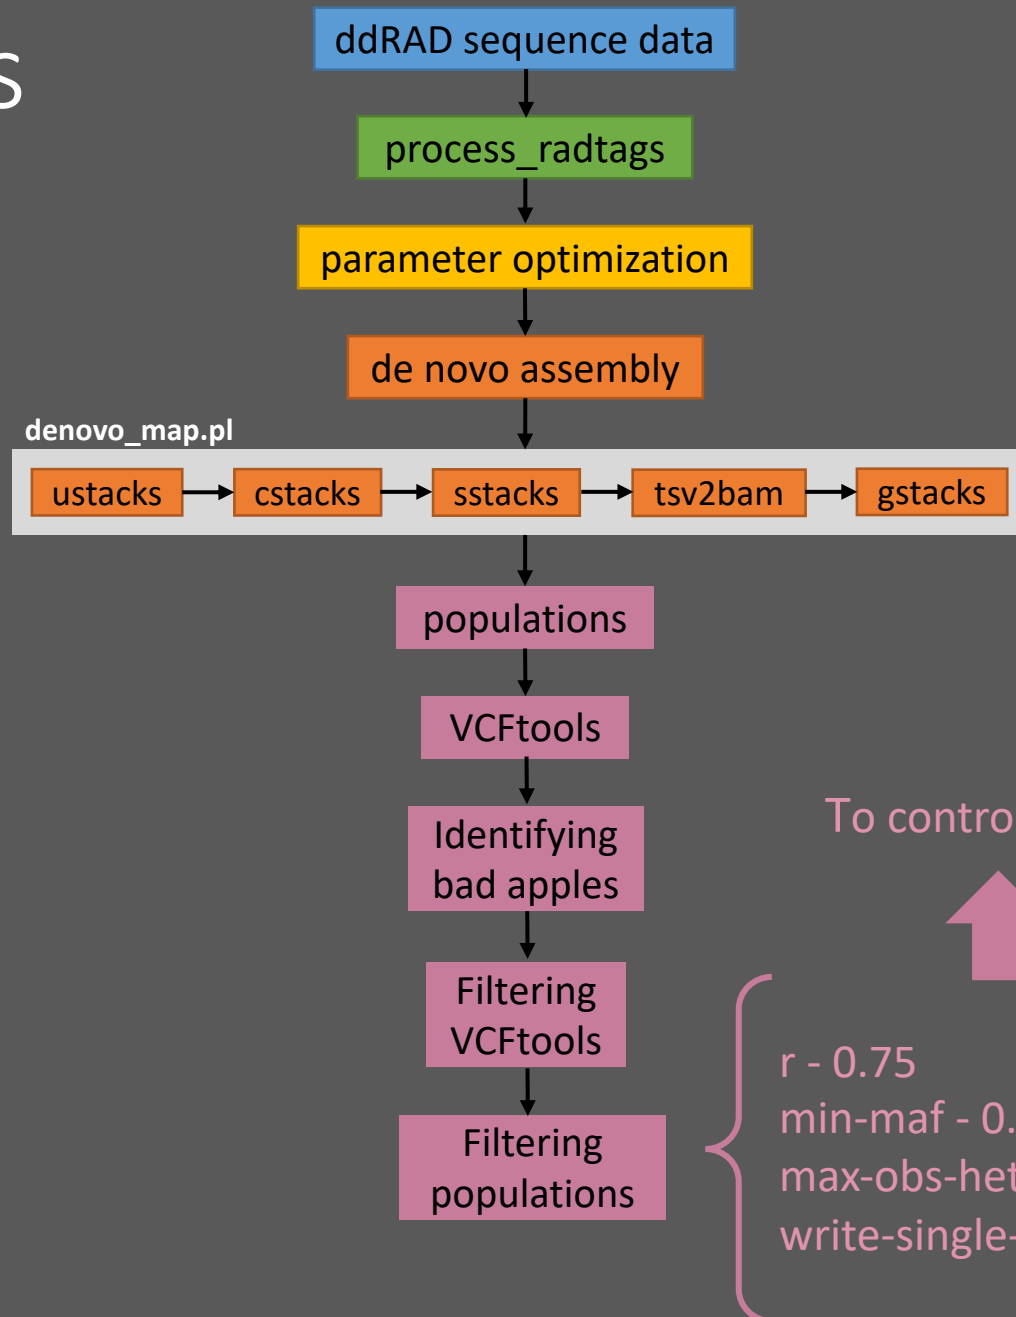 S
ddRAD sequence data
process_radtags
parameter optimization
de novo assembly
denovo_map.pl
ustacks cstacks sstacks tsv2bam gstacks
populations
VCFtools
Identifying
bad apples
Filtering
VCFtools
Filtering
populations
To contro
r - 0.75
min-maf - 0.
max-obs-het
write-single-